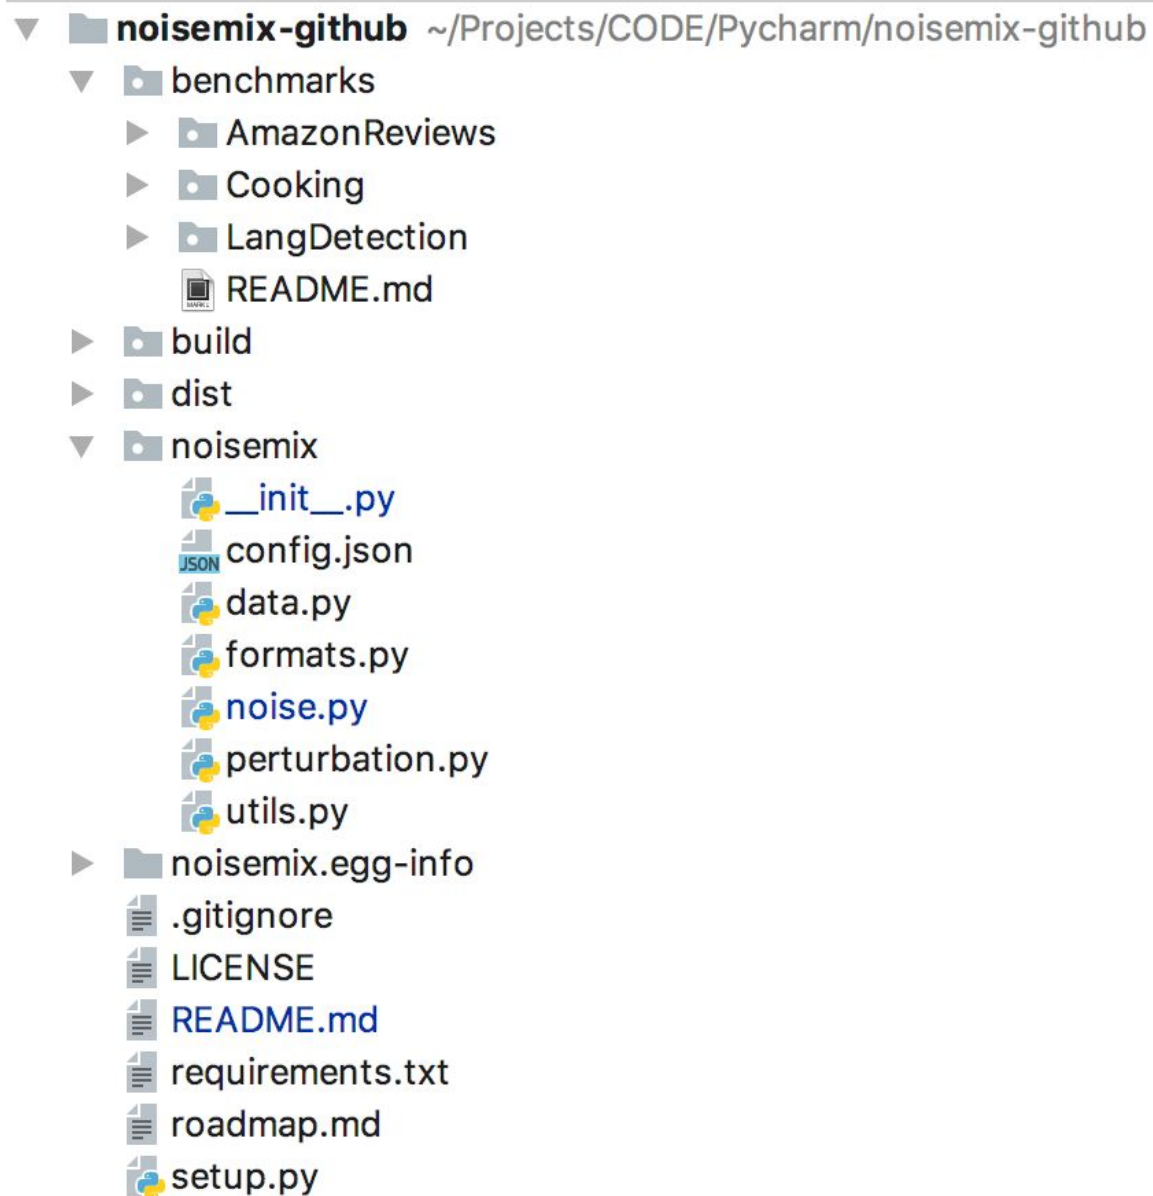 noisemix-github ~/Projects/CODE/Pycharm/noisemix-github
benchmarks
AmazonReviews
Cooking
LangDetection
README.md
build
dist
noisemix
__init__.py
JSON config.json
data.py
formats.py
noise.py
perturbation.py
utils.py
noisemix.egg-info
.gitignore
LICENSE
README.md
requirements.txt
roadmap.md
setup.py